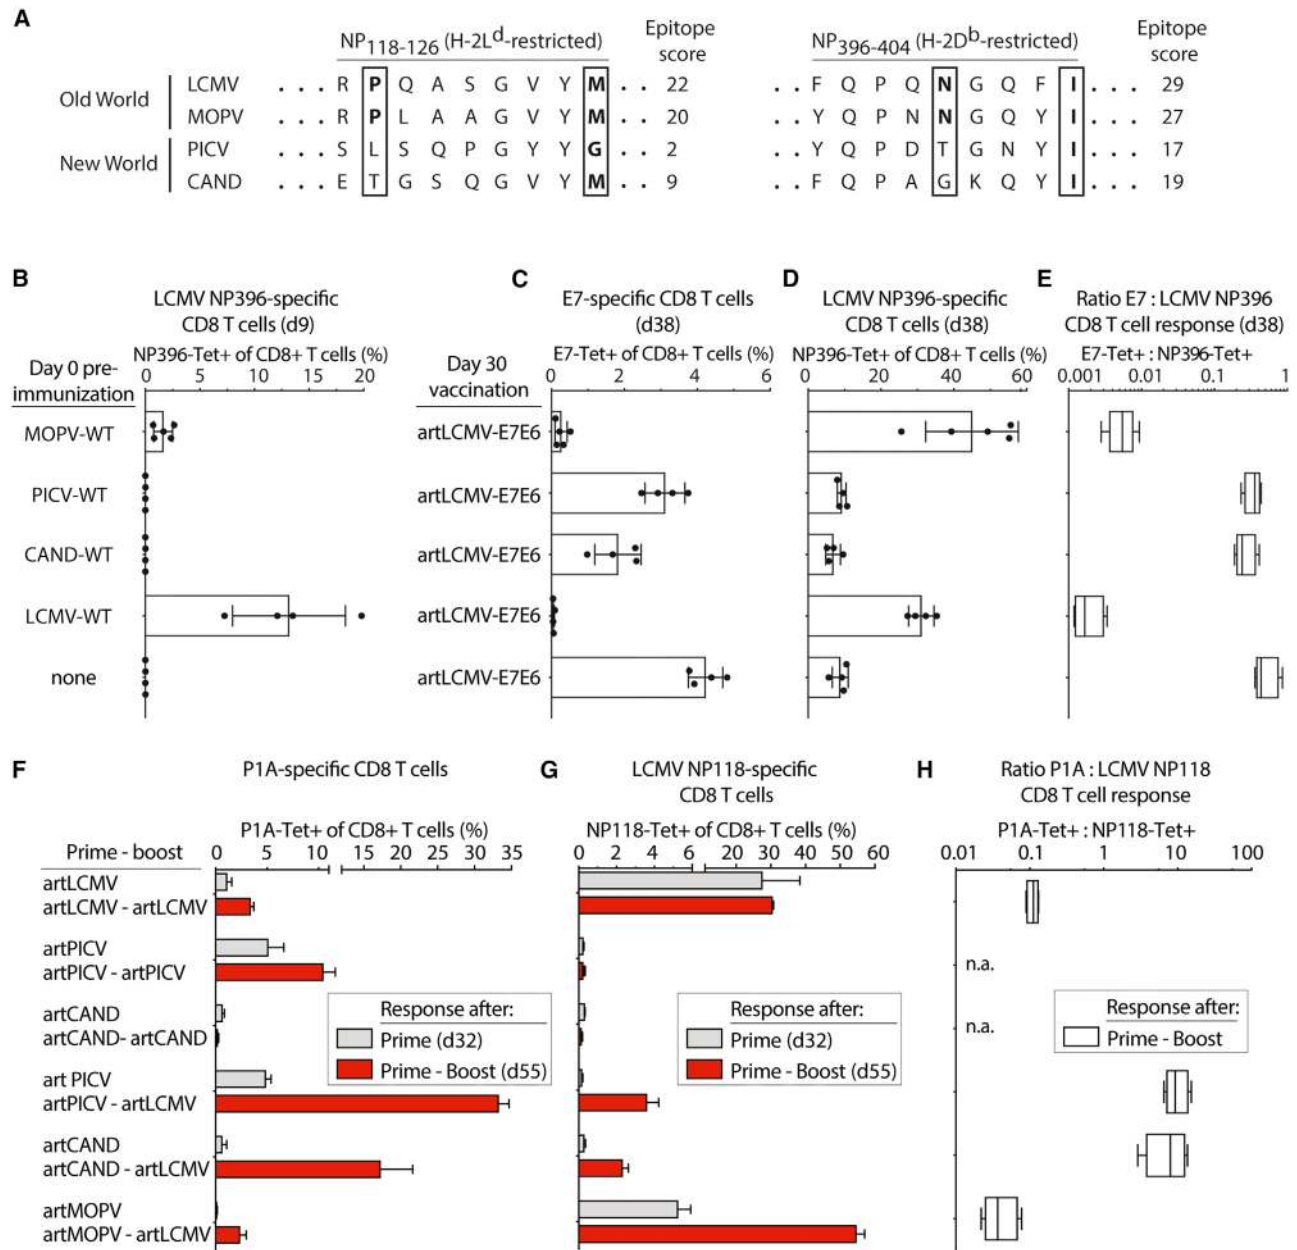 A
NP118–126 (H-2Ld-restricted) Epitope score NP396–404 (H-2Db-restricted) Epitope score
Old World
LCMV . . . R P Q A S G V Y M . . 22 . . F Q P Q N G Q F I . . . 29
MOPV . . . R P L A A G V Y M . . 20 . . Y Q P N N G Q Y I . . . 27
New World
PICV . . . S L S Q P G Y Y G . . 2 . . Y Q P D T G N Y I . . . 17
CAND . . . E T G S Q G V Y M . . 9 . . F Q P A G K Q Y I . . . 19
B
LCMV NP396-specific
CD8 T cells (d9)
NP396-Tet+ of CD8+ T cells (%)
0 5 10 15 20
Day 0 pre-
immunization
MOPV-WT
PICV-WT
CAND-WT
LCMV-WT
none
C
E7-specific CD8 T cells
(d38)
E7-Tet+ of CD8+ T cells (%)
0 2 4 6
Day 30
vaccination
artLCMV-E7E6
artLCMV-E7E6
artLCMV-E7E6
artLCMV-E7E6
artLCMV-E7E6
D
LCMV NP396-specific
CD8 T cells (d38)
NP396-Tet+ of CD8+ T cells (%)
0 20 40 60
E
Ratio E7 : LCMV NP396
CD8 T cell response (d38)
E7-Tet+ : NP396-Tet+
0.001 0.01 0.1 1
F
P1A-specific CD8 T cells
P1A-Tet+ of CD8+ T cells (%)
0 5 10 15 20 25 30 35
Prime - boost
artLCMV
artLCMV - artLCMV
artPICV
artPICV - artPICV
artCAND
artCAND- artCAND
art PICV
artPICV - artLCMV
artCAND
artCAND - artLCMV
artMOPV
artMOPV - artLCMV
Response after:
Prime (d32)
Prime - Boost (d55)
G
LCMV NP118-specific
CD8 T cells
NP118-Tet+ of CD8+ T cells (%)
0 2 4 6 20 30 40 50 60
Response after:
Prime (d32)
Prime - Boost (d55)
H
Ratio P1A : LCMV NP118
CD8 T cell response
P1A-Tet+ : NP118-Tet+
0.01 0.1 1 10 100
n.a.
n.a.
Response after:
Prime - Boost